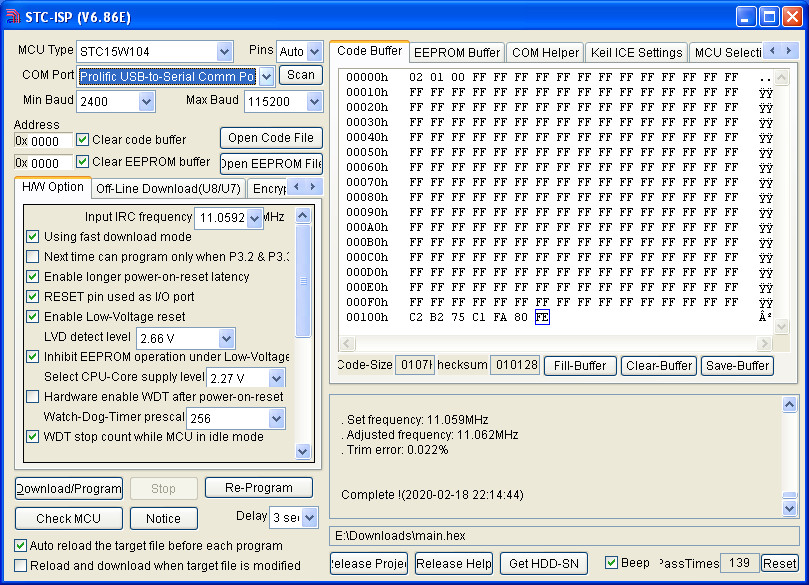 STC-ISP (V6.86E)
MCU Type STC15W104 Pins Auto
COM Port Prolific USB-to-Serial Comm Po Scan
Min Baud 2400 Max Baud 115200
Address
0x 0000 Clear code buffer Open Code File
0x 0000 Clear EEPROM buffer Open EEPROM File
H/W Option Off-Line Download(U8/U7) Encryp
Input IRC frequency 11.0592 MHz
Using fast download mode
Next time can program only when P3.2 & P3.3
Enable longer power-on-reset latency
RESET pin used as I/O port
Enable Low-Voltage reset
LVD detect level 2.66 V
Inhibit EEPROM operation under Low-Voltage
Select CPU-Core supply level 2.27 V
Hardware enable WDT after power-on-reset
Watch-Dog-Timer prescal 256
WDT stop count while MCU in idle mode
Download/Program Stop Re-Program
Check MCU Notice Delay 3 sec
Auto reload the target file before each program
Reload and download when target file is modified
Code Buffer EEPROM Buffer COM Helper Keil ICE Settings MCU Selecti
00000h 02 01 00 FF FF FF FF FF FF FF FF FF FF FF FF FF ..
00010h FF FF FF FF FF FF FF FF FF FF FF FF FF FF FF FF ÿÿ
00020h FF FF FF FF FF FF FF FF FF FF FF FF FF FF FF FF ÿÿ
00030h FF FF FF FF FF FF FF FF FF FF FF FF FF FF FF FF ÿÿ
00040h FF FF FF FF FF FF FF FF FF FF FF FF FF FF FF FF ÿÿ
00050h FF FF FF FF FF FF FF FF FF FF FF FF FF FF FF FF ÿÿ
00060h FF FF FF FF FF FF FF FF FF FF FF FF FF FF FF FF ÿÿ
00070h FF FF FF FF FF FF FF FF FF FF FF FF FF FF FF FF ÿÿ
00080h FF FF FF FF FF FF FF FF FF FF FF FF FF FF FF FF ÿÿ
00090h FF FF FF FF FF FF FF FF FF FF FF FF FF FF FF FF ÿÿ
000A0h FF FF FF FF FF FF FF FF FF FF FF FF FF FF FF FF ÿÿ
000B0h FF FF FF FF FF FF FF FF FF FF FF FF FF FF FF FF ÿÿ
000C0h FF FF FF FF FF FF FF FF FF FF FF FF FF FF FF FF ÿÿ
000D0h FF FF FF FF FF FF FF FF FF FF FF FF FF FF FF FF ÿÿ
000E0h FF FF FF FF FF FF FF FF FF FF FF FF FF FF FF FF ÿÿ
000F0h FF FF FF FF FF FF FF FF FF FF FF FF FF FF FF FF ÿÿ
00100h C2 B2 75 C1 FA 80 FE Â²
Code-Size 0107H hecksum 010128 Fill-Buffer Clear-Buffer Save-Buffer
. Set frequency: 11.059MHz
. Adjusted frequency: 11.062MHz
. Trim error: 0.022%
Complete !(2020-02-18 22:14:44)
E:\Downloads\main.hex
Release Projec Release Help Get HDD-SN Beep PassTimes 139 Reset